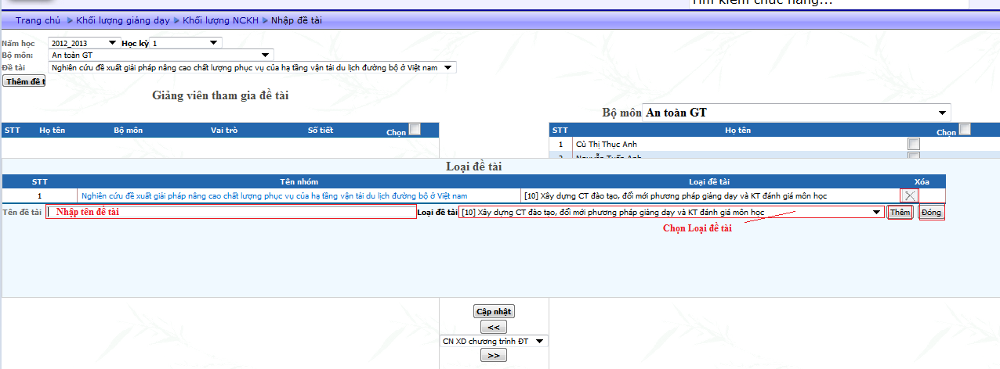 Tìm kiếm chức năng...
Trang chủ Khối lượng giảng dạy Khối lượng NCKH Nhập đề tài
Năm học 2012_2013 Học kỳ 1
Bộ môn: An toàn GT
Đề tài Nghiên cứu đề xuất giải pháp nâng cao chất lượng phục vụ của hạ tầng vận tải du lịch đường bộ ở Việt nam
Thêm đề t
Giảng viên tham gia đề tài
Bộ môn An toàn GT
STT Họ tên Bộ môn Vai trò Số tiết Chọn
STT Họ tên Chọn
1 Cù Thị Thục Anh
2 Nguyễn Tuấn Anh
Loại đề tài
STT Tên nhóm Loại đề tài Xóa
1 Nghiên cứu đề xuất giải pháp nâng cao chất lượng phục vụ của hạ tầng vận tải du lịch đường bộ ở Việt nam [10] Xây dựng CT đào tạo, đổi mới phương pháp giảng dạy và KT đánh giá môn học
Tên đề tài Nhập tên đề tài Loại đề tài [10] Xây dựng CT đào tạo, đổi mới phương pháp giảng dạy và KT đánh giá môn học Thêm Đóng
Chọn Loại đề tài
Cập nhật
<<
CN XD chương trình ĐT
>>